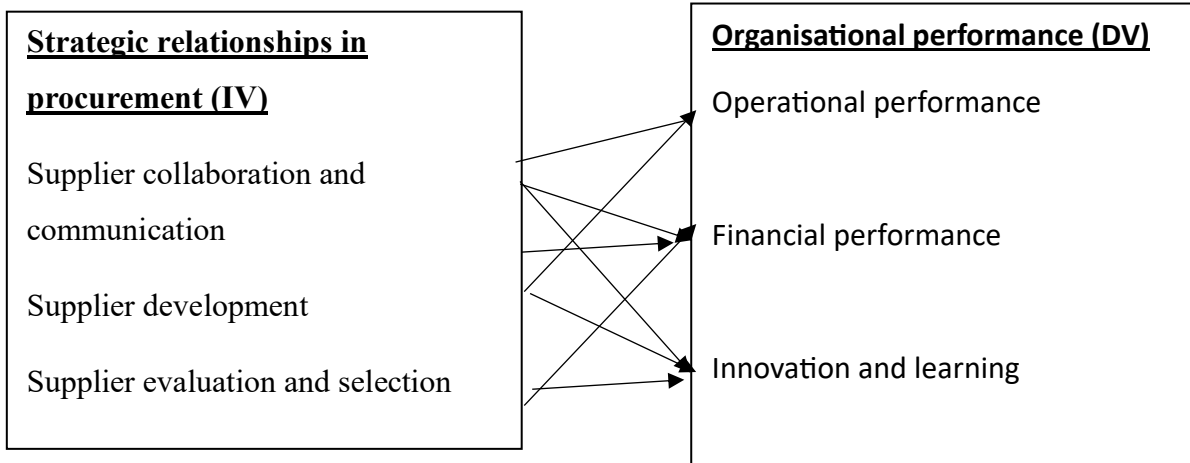 Strategic relationships in
procurement (IV)
Supplier collaboration and
communication
Supplier development
Supplier evaluation and selection
Organisational performance (DV)
Operational performance
Financial performance
Innovation and learning